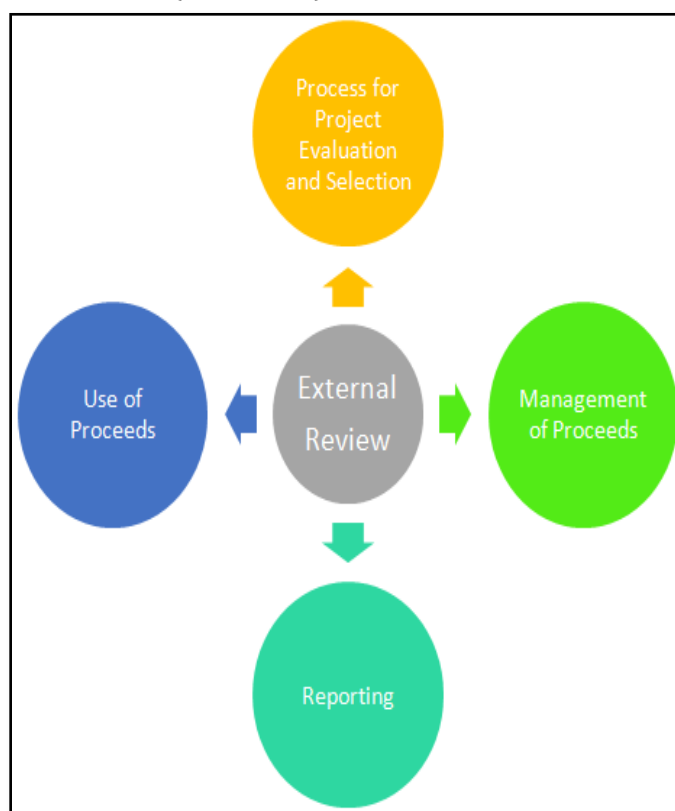 Process for
Project
Evaluation
and Selection
Use of
Proceeds
External
Review
Management
of Proceeds
Reporting